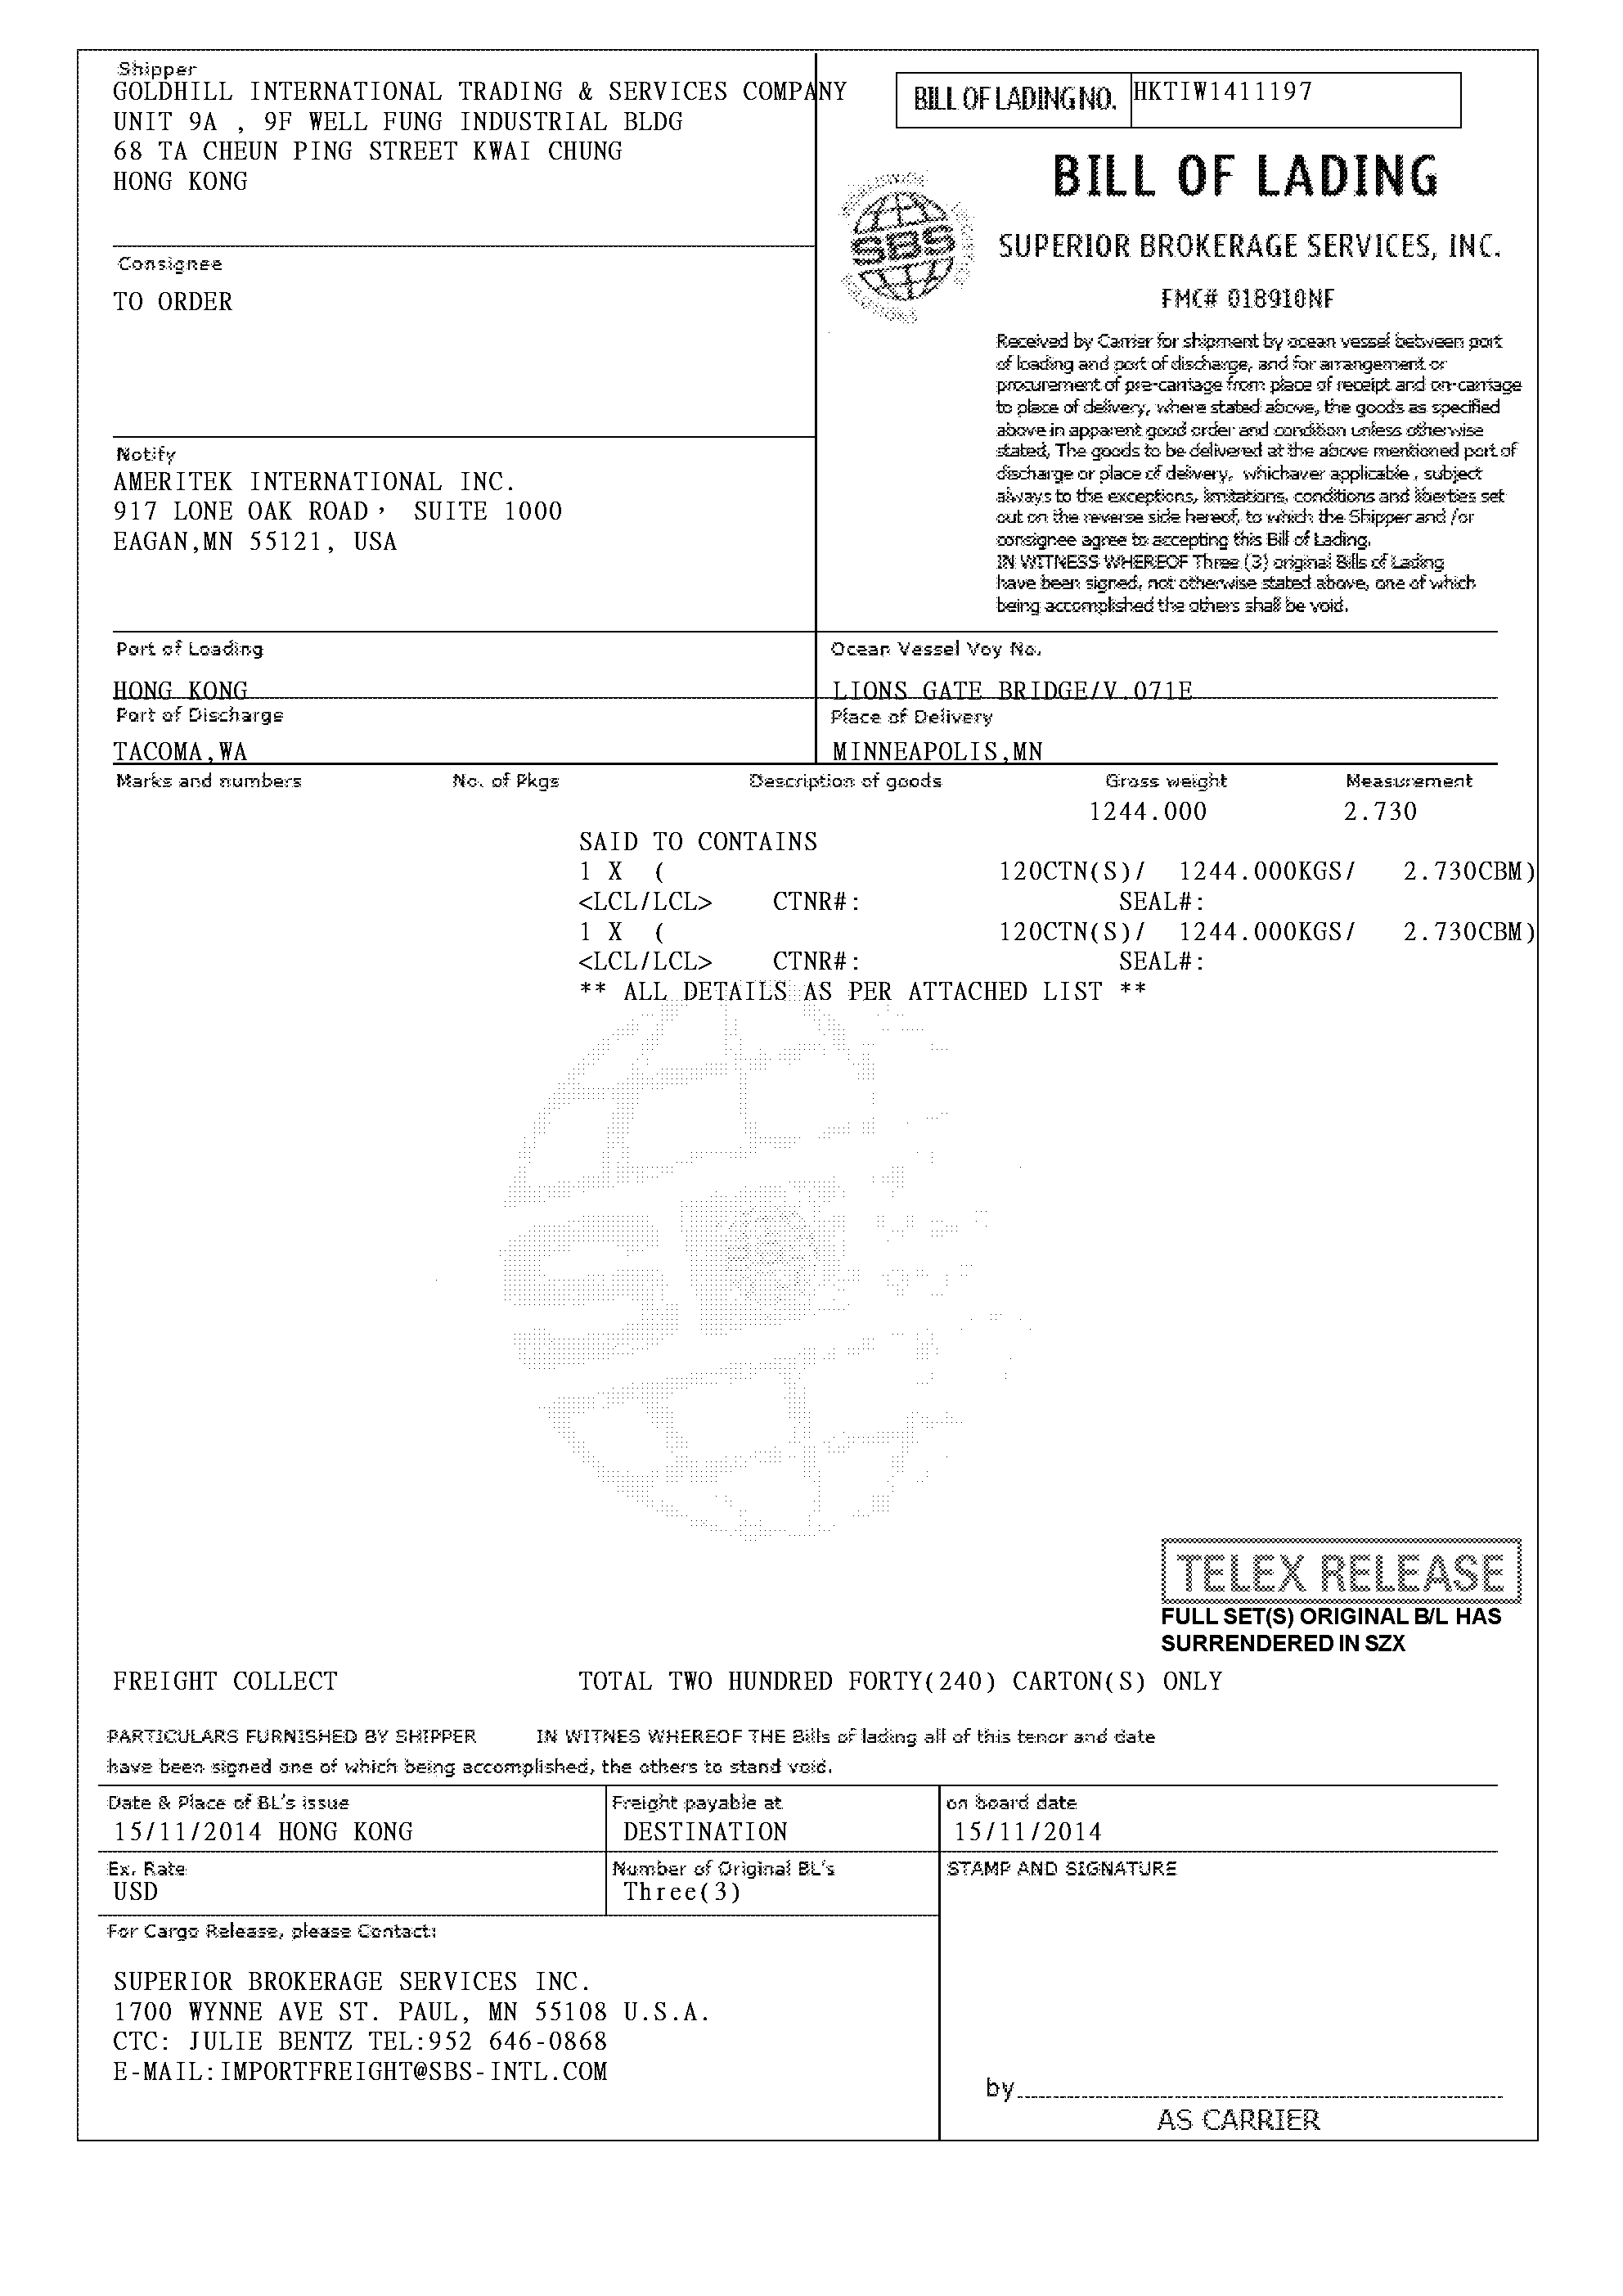 Shipper
GOLDHILL INTERNATIONAL TRADING & SERVICES COMPANY
UNIT 9A , 9F WELL FUNG INDUSTRIAL BLDG
68 TA CHEUN PING STREET KWAI CHUNG
HONG KONG
BILL OF LADING NO. HKTIW1411197
BILL OF LADING
SBS
SUPERIOR BROKERAGE SERVICES, INC.
FMC# 018910NF
Consignee
TO ORDER
Received by Carrier for shipment by ocean vessel between port
of loading and port of discharge, and for arrangement or
procurement of pre-carriage from place of receipt and on-carriage
to place of delivery, where stated above, the goods as specified
above in apparent good order and condition unless otherwise
stated, The goods to be delivered at the above mentioned port of
discharge or place of delivery, whichaver applicable , subject
always to the exceptions, limitations, conditions and liberties set
out on the reverse side hereof, to which the Shipper and /or
consignee agree to accepting this Bill of Lading.
IN WITNESS WHEREOF Three (3) original Bills of Lading
have been signed, not otherwise stated above, one of which
being accomplished the others shall be void.
Notify
AMERITEK INTERNATIONAL INC.
917 LONE OAK ROAD， SUITE 1000
EAGAN,MN 55121, USA
Port of Loading
HONG KONG
Ocean Vessel Voy No.
LIONS GATE BRIDGE/V.071E
Port of Discharge
TACOMA,WA
Place of Delivery
MINNEAPOLIS,MN
Marks and numbers No. of Pkgs Description of goods Gross weight Measurement
1244.000 2.730
SAID TO CONTAINS
1 X ( 120CTN(S)/ 1244.000KGS/ 2.730CBM)
<LCL/LCL> CTNR#: SEAL#:
1 X ( 120CTN(S)/ 1244.000KGS/ 2.730CBM)
<LCL/LCL> CTNR#: SEAL#:
** ALL DETAILS AS PER ATTACHED LIST **
TELEX RELEASE
FULL SET(S) ORIGINAL B/L HAS
SURRENDERED IN SZX
FREIGHT COLLECT TOTAL TWO HUNDRED FORTY(240) CARTON(S) ONLY
PARTICULARS FURNISHED BY SHIPPER IN WITNES WHEREOF THE Bills of lading all of this tenor and date
have been signed one of which being accomplished, the others to stand void.
Date & Place of BL's issue
15/11/2014 HONG KONG
Freight payable at
DESTINATION
on board date
15/11/2014
Ex. Rate
USD
Number of Original BL's
Three(3)
STAMP AND SIGNATURE
For Cargo Release, please Contact:
SUPERIOR BROKERAGE SERVICES INC.
1700 WYNNE AVE ST. PAUL, MN 55108 U.S.A.
CTC: JULIE BENTZ TEL:952 646-0868
E-MAIL:IMPORTFREIGHT@SBS-INTL.COM
by
AS CARRIER